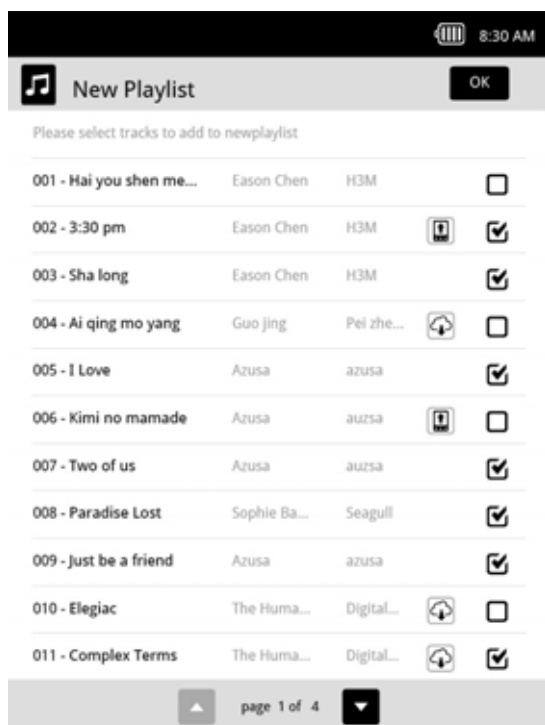 8:30 AM
New Playlist OK
Please select tracks to add to newplaylist
001 - Hai you shen me... Eason Chen H3M
002 - 3:30 pm Eason Chen H3M
003 - Sha long Eason Chen H3M
004 - Ai qing mo yang Guo jing Pei zhe...
005 - I Love Azusa azusa
006 - Kimi no mamade Azusa auzsa
007 - Two of us Azusa auzsa
008 - Paradise Lost Sophie Ba... Seagull
009 - Just be a friend Azusa azusa
010 - Elegiac The Huma... Digital...
011 - Complex Terms The Huma... Digital...
page 1 of 4